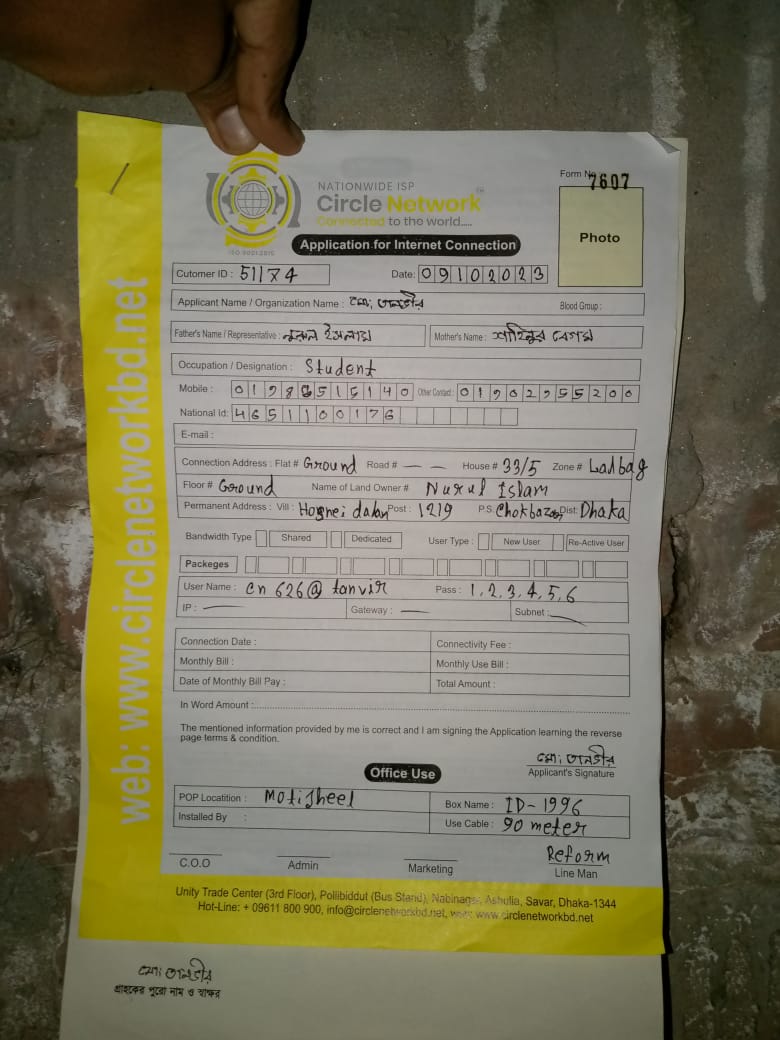 NATIONWIDE ISP
Circle Network™
Connected to the world.....
ISO 9001:2015
Form No 7607
Photo
Application for Internet Connection
Cutomer ID : 51174 Date: 09102023
Applicant Name / Organization Name : মো: তানভীর Blood Group :
Father's Name / Representative : নুরুল ইসলাম Mother's Name : শাহিনুর বেগম
Occupation / Designation : Student
Mobile : Other Contact : 01902955200
National Id: 4651100176
E-mail :
Connection Address : Flat # Ground Road # — — House # 33/5 Zone # Lalbag
Floor # Ground Name of Land Owner # Nurul Islam
Permanent Address : Vill : Hosnei dalan Post : 1219 P.S: Chokbazar Dist: Dhaka
Bandwidth Type Shared Dedicated User Type : New User Re-Active User
Packeges
User Name : cn 626@tanvir Pass : 1,2,3,4,5,6
IP : — Gateway : — Subnet : —
Connection Date : Connectivity Fee :
Monthly Bill : Monthly Use Bill :
Date of Monthly Bill Pay : Total Amount :
In Word Amount :
The mentioned information provided by me is correct and I am signing the Application learning the reverse
page terms & condition.
মো: তানভীর
Applicant's Signature
Office Use
POP Locatition : Motijheel Box Name : ID-1996
Installed By : Use Cable : 90 meter
Reform
C.O.O Admin Marketing Line Man
Unity Trade Center (3rd Floor), Pollibiddut (Bus Stand), Nabinagar, Ashulia, Savar, Dhaka-1344
Hot-Line: + 09611 800 900, info@circlenetworkbd.net, web: www.circlenetworkbd.net
web: www.circlenetworkbd.net
মো: তানভীর
গ্রাহকের পুরো নাম ও স্বাক্ষর